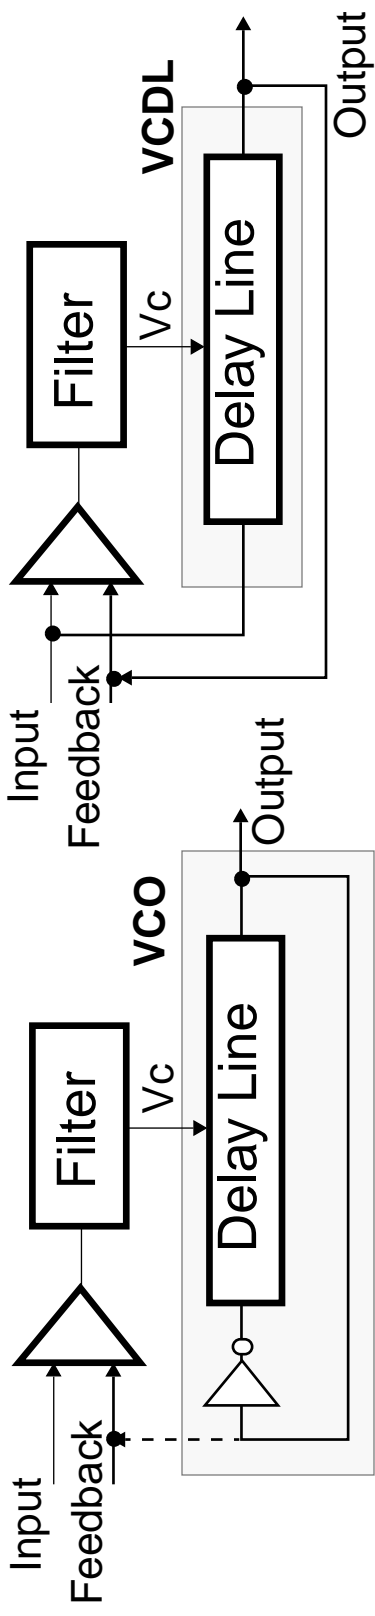 Input
Feedback
Filter
Vc
VCO
Delay Line
Output
Input
Feedback
Filter
Vc
VCDL
Delay Line
Output